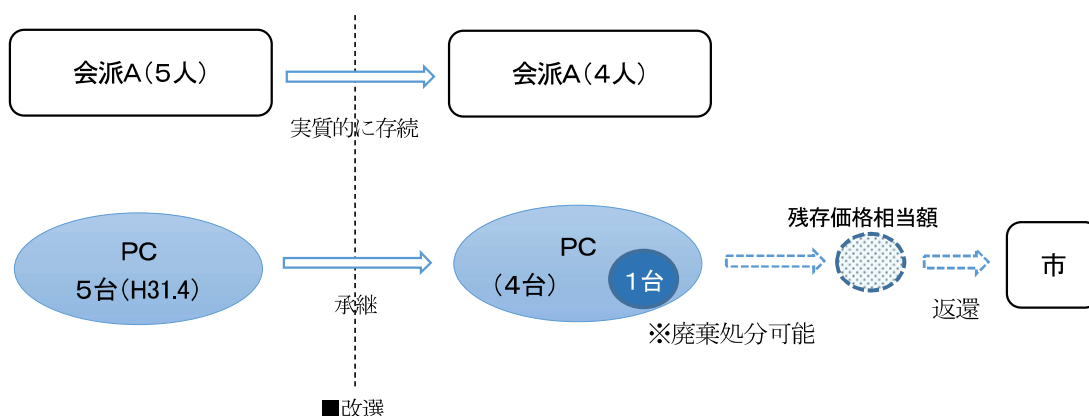 会派A(5人)
会派A(4人)
実質的に存続
残存価格相当額
PC
5台(H31.4)
PC
(4台)
1台
市
承継
返還
※廃棄処分可能
■改選